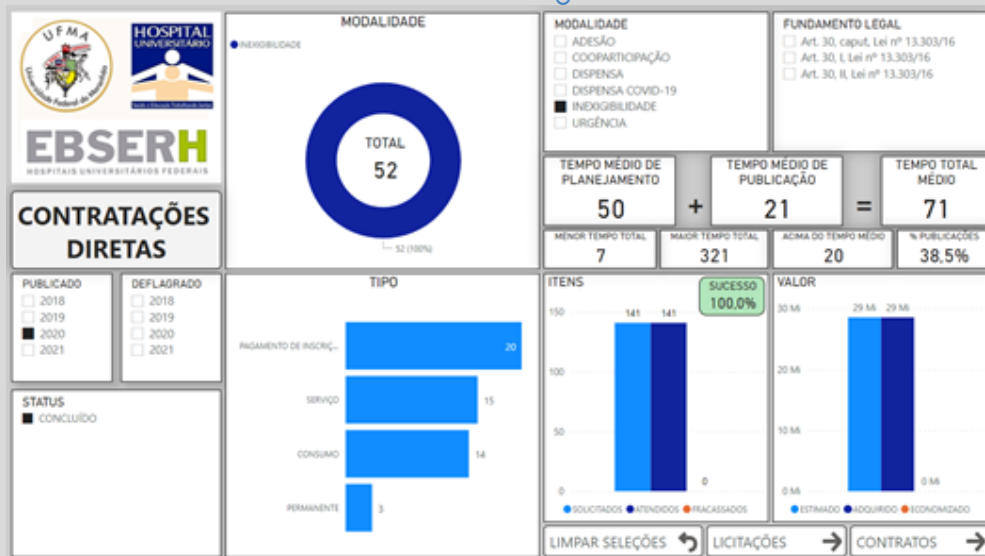 UFMA
Universidade Federal do Maranhão
HOSPITAL
UNIVERSITÁRIO
EBSERH
HOSPITAIS UNIVERSITÁRIOS FEDERAIS
CONTRATAÇÕES
DIRETAS
PUBLICADO
2018
2019
2020
2021
DEFLAGRADO
2018
2019
2020
2021
STATUS
CONCLUÍDO
MODALIDADE
INEXIGIBILIDADE
TOTAL
52
52 (100%)
TIPO
PAGAMENTO DE INSCRIÇ...
20
SERVIÇO
15
CONSUMO
14
PERMANENTE
3
MODALIDADE
ADESÃO
COOPARTICIPAÇÃO
DISPENSA
DISPENSA COVID-19
INEXIGIBILIDADE
URGÊNCIA
FUNDAMENTO LEGAL
Art. 30, caput, Lei nº 13.303/16
Art. 30, I, Lei nº 13.303/16
Art. 30, II, Lei nº 13.303/16
TEMPO MÉDIO DE
PLANEJAMENTO
50
+
TEMPO MÉDIO DE
PUBLICAÇÃO
21
=
TEMPO TOTAL
MÉDIO
71
MENOR TEMPO TOTAL
7
MAIOR TEMPO TOTAL
321
ACIMA DO TEMPO MÉDIO
20
% PUBLICAÇÕES
38,5%
ITENS
SUCESSO
100,0%
150
141 141
100
50
0
0
SOLICITADOS ATENDIDOS FRACASSADOS
VALOR
30 Mi
29 Mi 29 Mi
20 Mi
10 Mi
0 Mi
0 Mi
ESTIMADO ADQUIRIDO ECONOMIZADO
LIMPAR SELEÇÕES
LICITAÇÕES
CONTRATOS